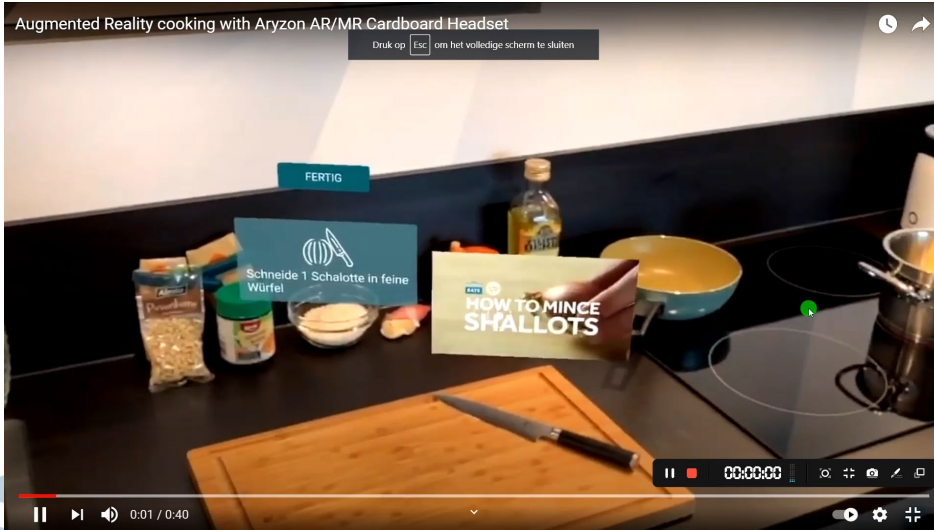 Augmented Reality cooking with Aryzon AR/MR Cardboard Headset
Druk op Esc om het volledige scherm te sluiten
FERTIG
Schneide 1 Schalotte in feine
Würfel
HOW TO MINCE
SHALLOTS
00:00:00
0:01 / 0:40